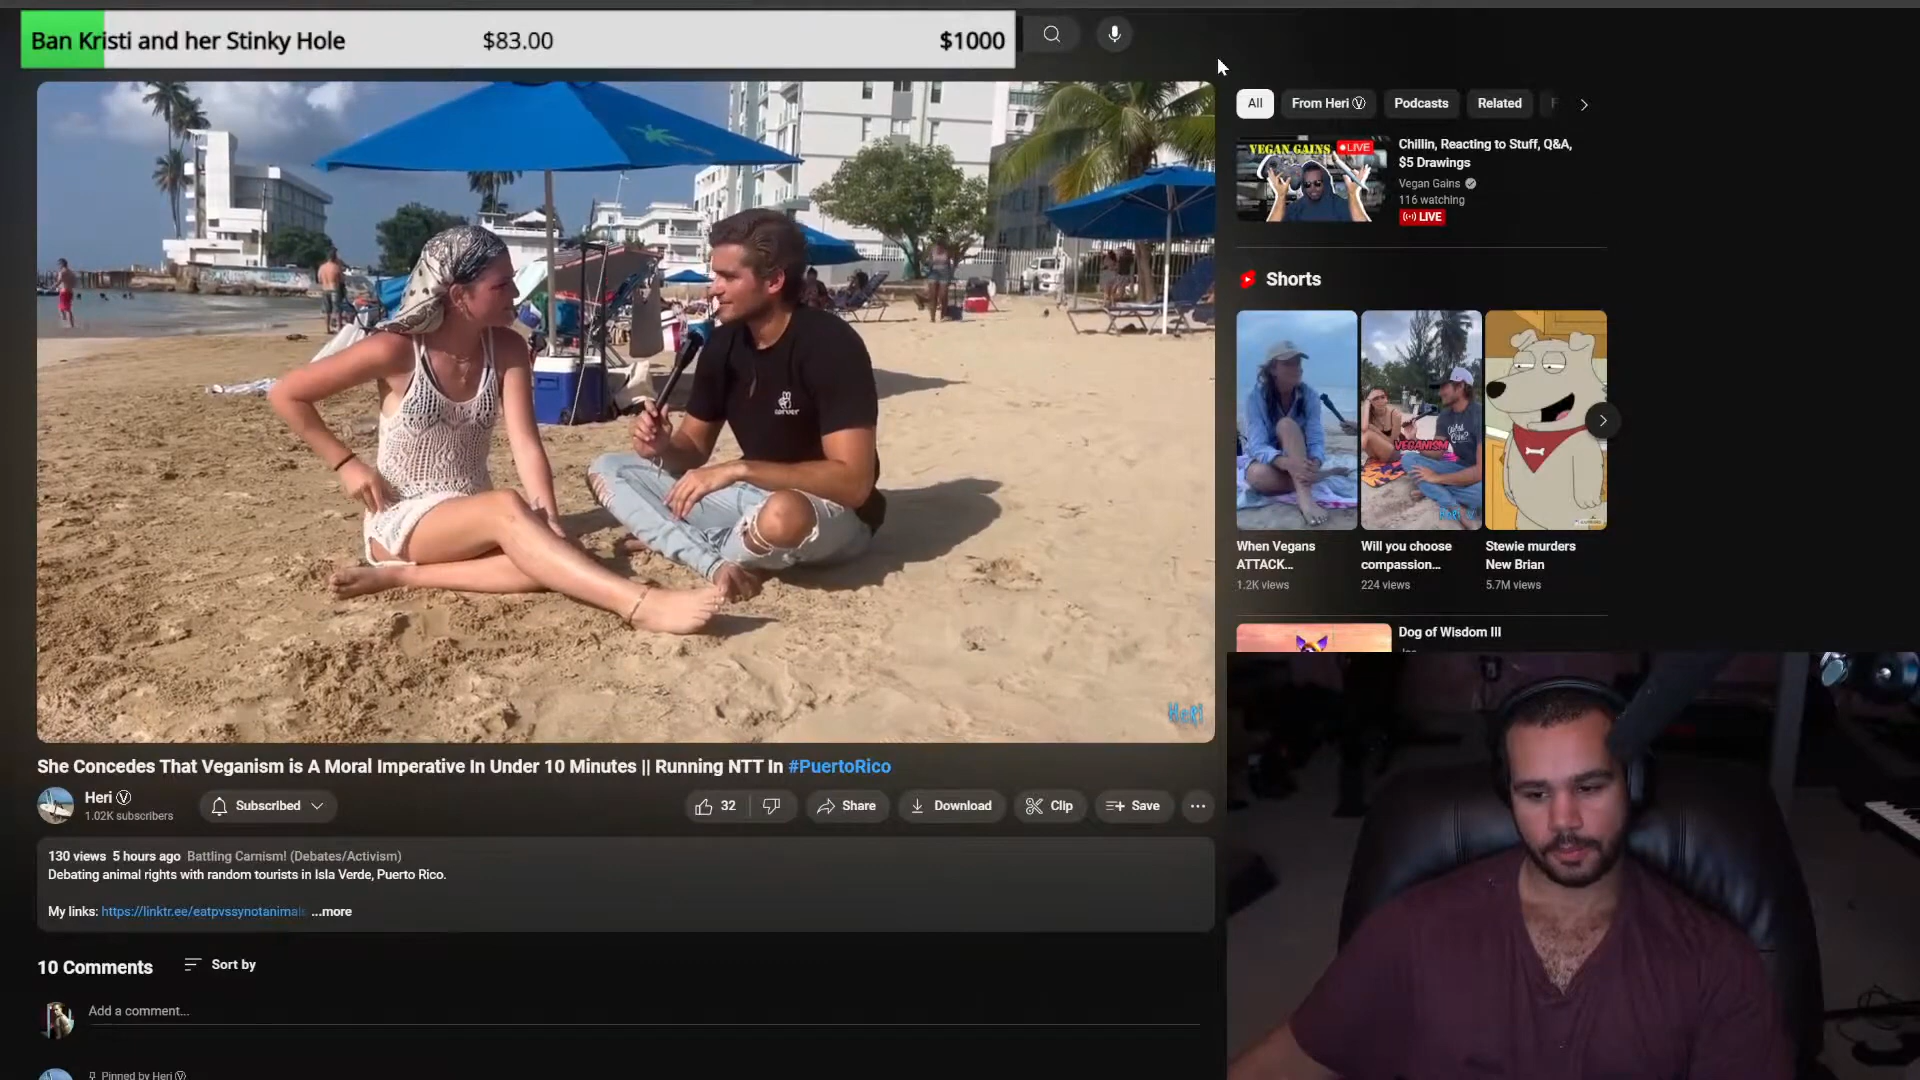 Ban Kristi and her Stinky Hole $83.00 $1000
All From Heri Ⓥ Podcasts Related F
VEGAN GAINS LIVE
Chillin, Reacting to Stuff, Q&A,
$5 Drawings
Vegan Gains
116 watching
LIVE
Shorts
VEGANISM
When Vegans
ATTACK...
1.2K views
Will you choose
compassion...
224 views
Stewie murders
New Brian
5.7M views
Dog of Wisdom III
Joe
HeRi
She Concedes That Veganism is A Moral Imperative In Under 10 Minutes || Running NTT In #PuertoRico
Heri Ⓥ
1.02K subscribers
Subscribed
32
Share
Download
Clip
Save
130 views 5 hours ago Battling Carnism! (Debates/Activism)
Debating animal rights with random tourists in Isla Verde, Puerto Rico.
My links: https://linktr.ee/eatpvssynotanimals ...more
10 Comments Sort by
Add a comment...
Pinned by Heri Ⓥ